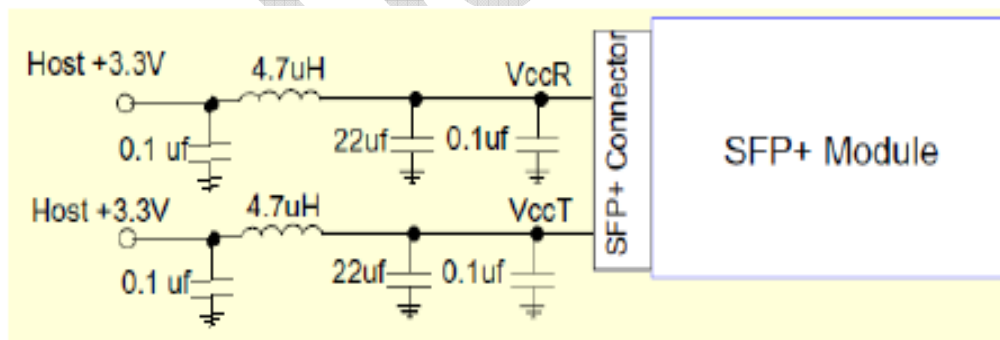 Host +3.3V
4.7uH
VccR
0.1 uf
22uf
0.1uf
Host +3.3V
4.7uH
VccT
0.1 uf
22uf
0.1uf
SFP+ Connector
SFP+ Module